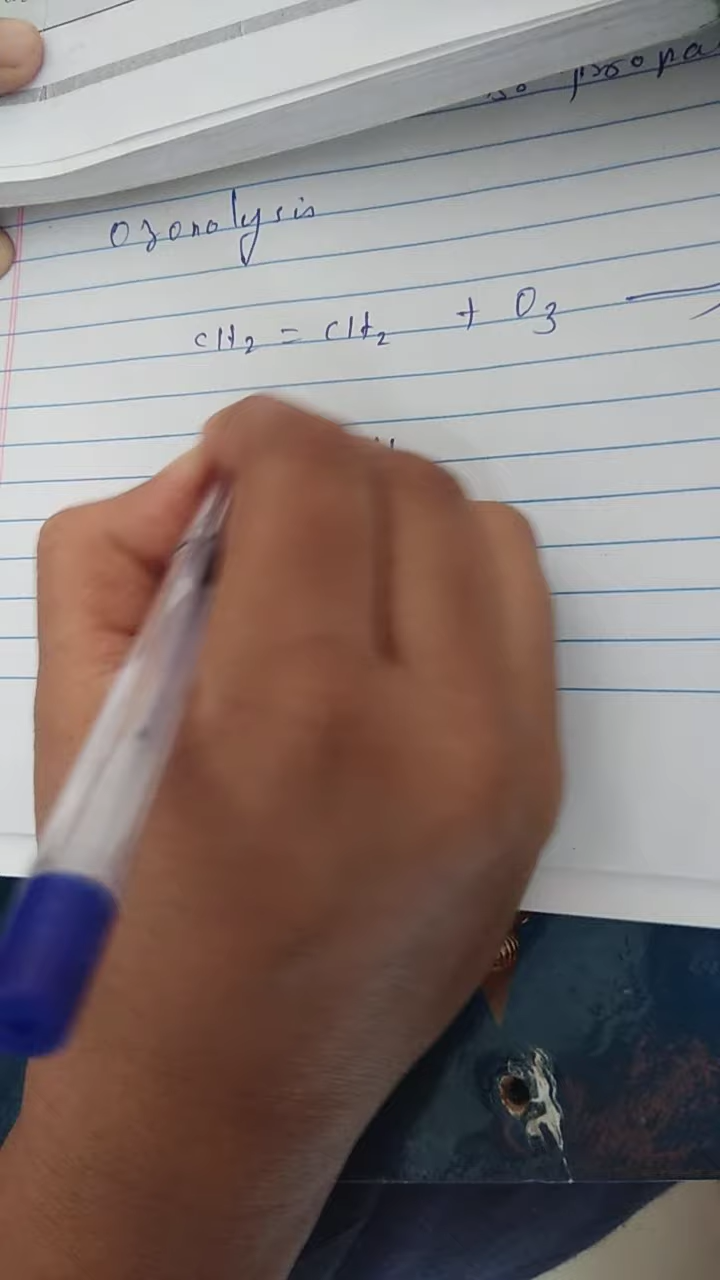 Ozonolysis
CH₂ = CH₂ + O₃ →